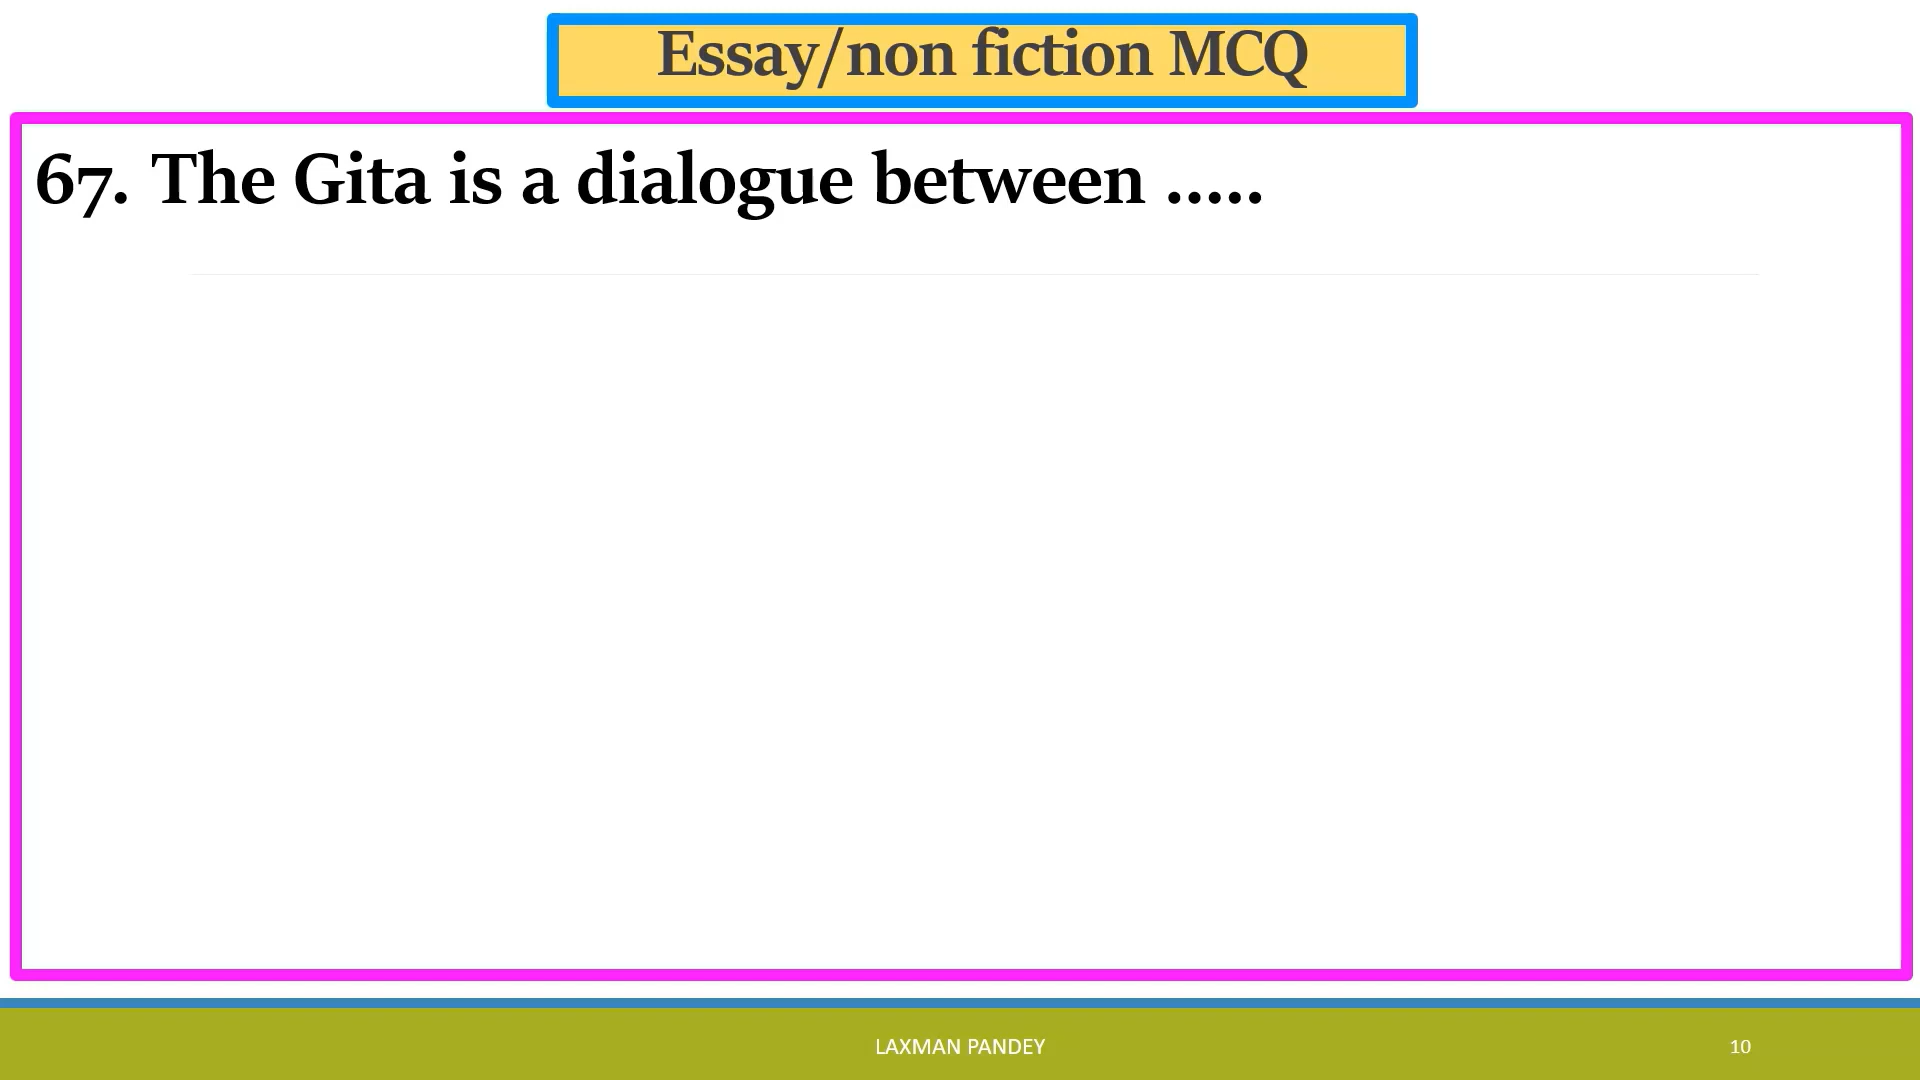 Essay/non fiction MCQ
67. The Gita is a dialogue between .....
LAXMAN PANDEY
10